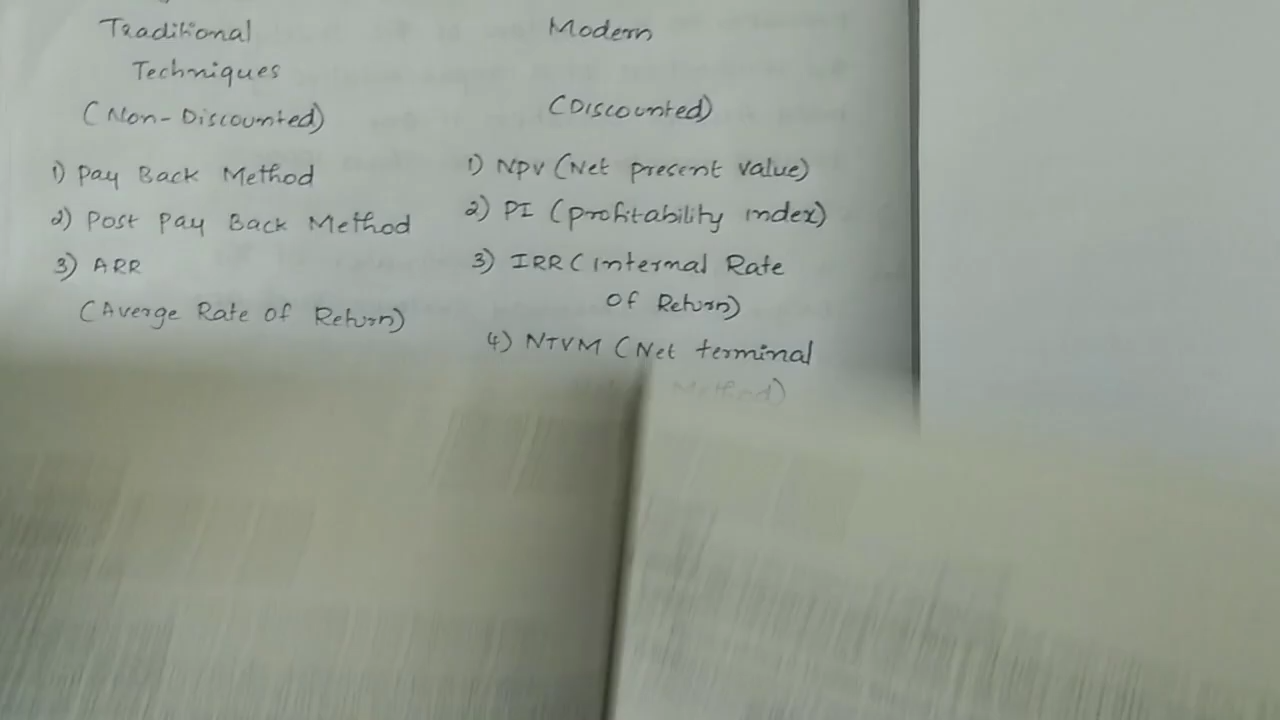 Traditional
Techniques
(Non-Discounted)
1) Pay Back Method
2) Post Pay Back Method
3) ARR
(Averge Rate of Return)
Modern
(Discounted)
1) NPV (Net present value)
2) PI (profitability index)
3) IRR (Internal Rate
of Return)
4) NTVM (Net terminal
Method)